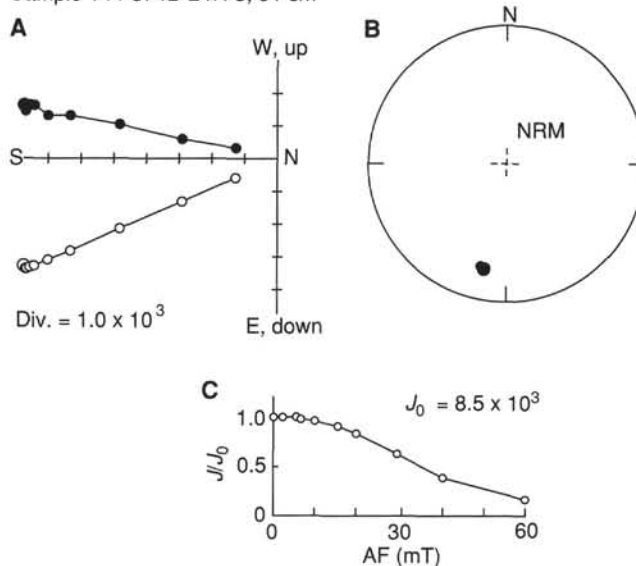 A
W, up
S
N
Div. = 1.0 x 10³
E, down
B
N
NRM
C
J₀ = 8.5 x 10³
J/J₀
1.0
0.5
0
0
30
60
AF (mT)